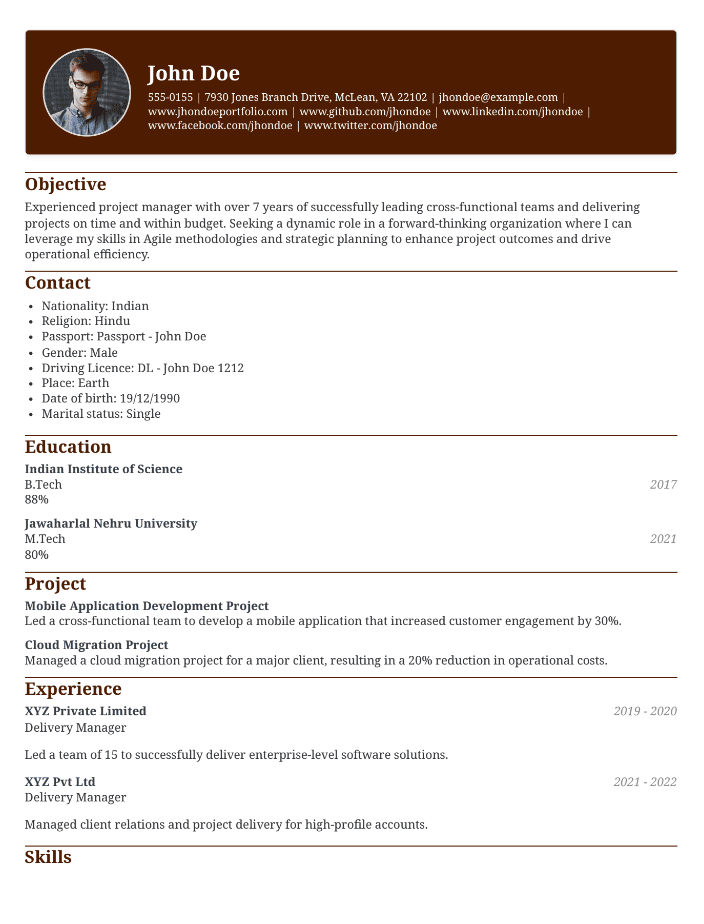 John Doe
555-0155 | 7930 Jones Branch Drive, McLean, VA 22102 | jhondoe@example.com |
www.jhondoeportfolio.com | www.github.com/jhondoe | www.linkedin.com/jhondoe |
www.facebook.com/jhondoe | www.twitter.com/jhondoe
Objective
Experienced project manager with over 7 years of successfully leading cross-functional teams and delivering
projects on time and within budget. Seeking a dynamic role in a forward-thinking organization where I can
leverage my skills in Agile methodologies and strategic planning to enhance project outcomes and drive
operational efficiency.
Contact
• Nationality: Indian
• Religion: Hindu
• Passport: Passport - John Doe
• Gender: Male
• Driving Licence: DL - John Doe 1212
• Place: Earth
• Date of birth: 19/12/1990
• Marital status: Single
Education
Indian Institute of Science
B.Tech 2017
88%
Jawaharlal Nehru University
M.Tech 2021
80%
Project
Mobile Application Development Project
Led a cross-functional team to develop a mobile application that increased customer engagement by 30%.
Cloud Migration Project
Managed a cloud migration project for a major client, resulting in a 20% reduction in operational costs.
Experience
XYZ Private Limited 2019 - 2020
Delivery Manager
Led a team of 15 to successfully deliver enterprise-level software solutions.
XYZ Pvt Ltd 2021 - 2022
Delivery Manager
Managed client relations and project delivery for high-profile accounts.
Skills